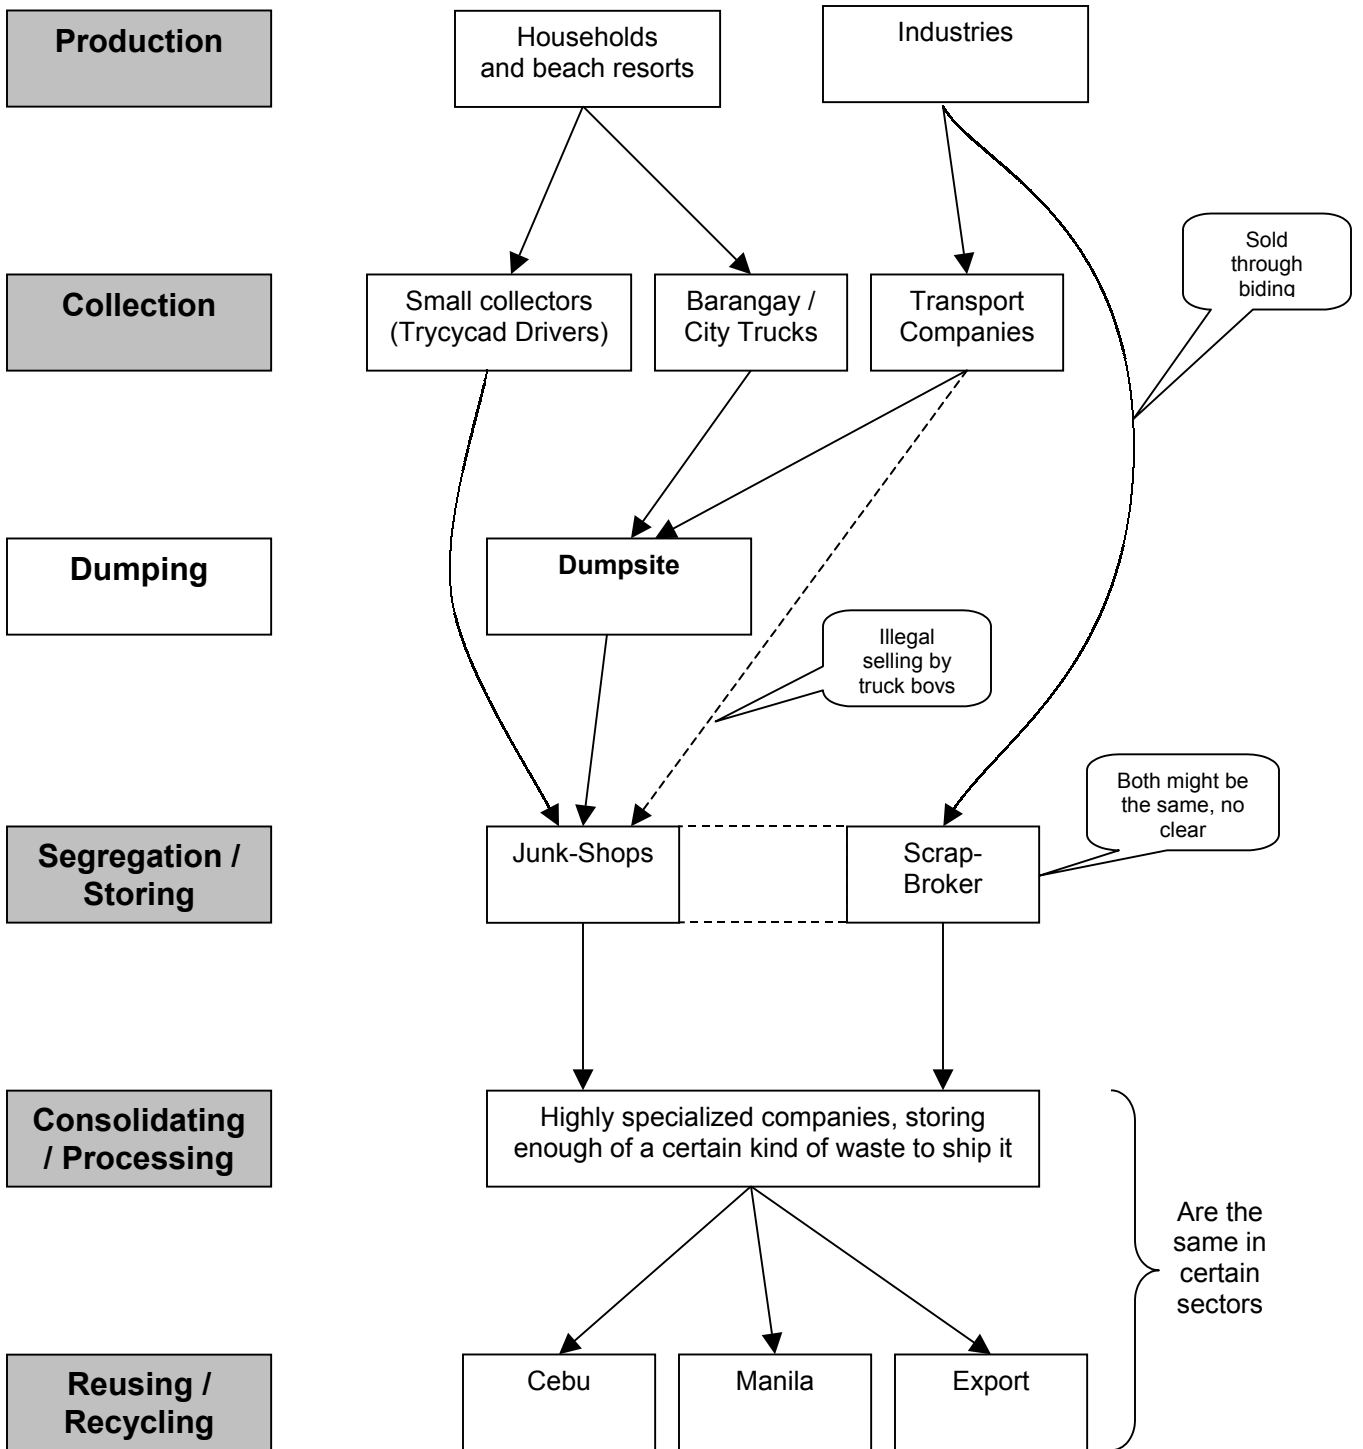 Production
Households
and beach resorts
Industries
Sold
through
biding
Collection
Small collectors
(Trycycad Drivers)
Barangay /
City Trucks
Transport
Companies
Dumping
Dumpsite
Illegal
selling by
truck boys
Both might be
the same, no
clear
Segregation /
Storing
Junk-Shops
Scrap-
Broker
Consolidating
/ Processing
Highly specialized companies, storing
enough of a certain kind of waste to ship it
Are the
same in
certain
sectors
Reusing /
Recycling
Cebu
Manila
Export